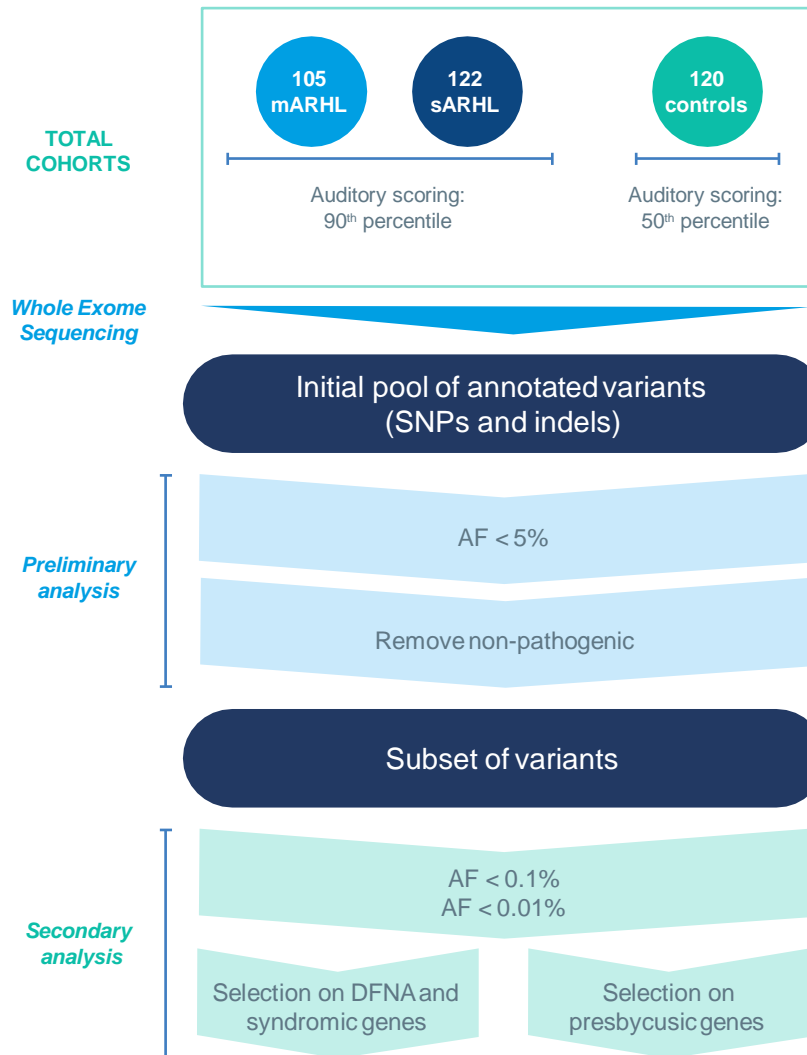 105
mARHL
122
sARHL
120
controls
TOTAL
COHORTS
Auditory scoring:
90th percentile
Auditory scoring:
50th percentile
Whole Exome
Sequencing
Initial pool of annotated variants
(SNPs and indels)
AF < 5%
Preliminary
analysis
Remove non-pathogenic
Subset of variants
AF < 0.1%
AF < 0.01%
Secondary
analysis
Selection on DFNA and
syndromic genes
Selection on
presbycusic genes